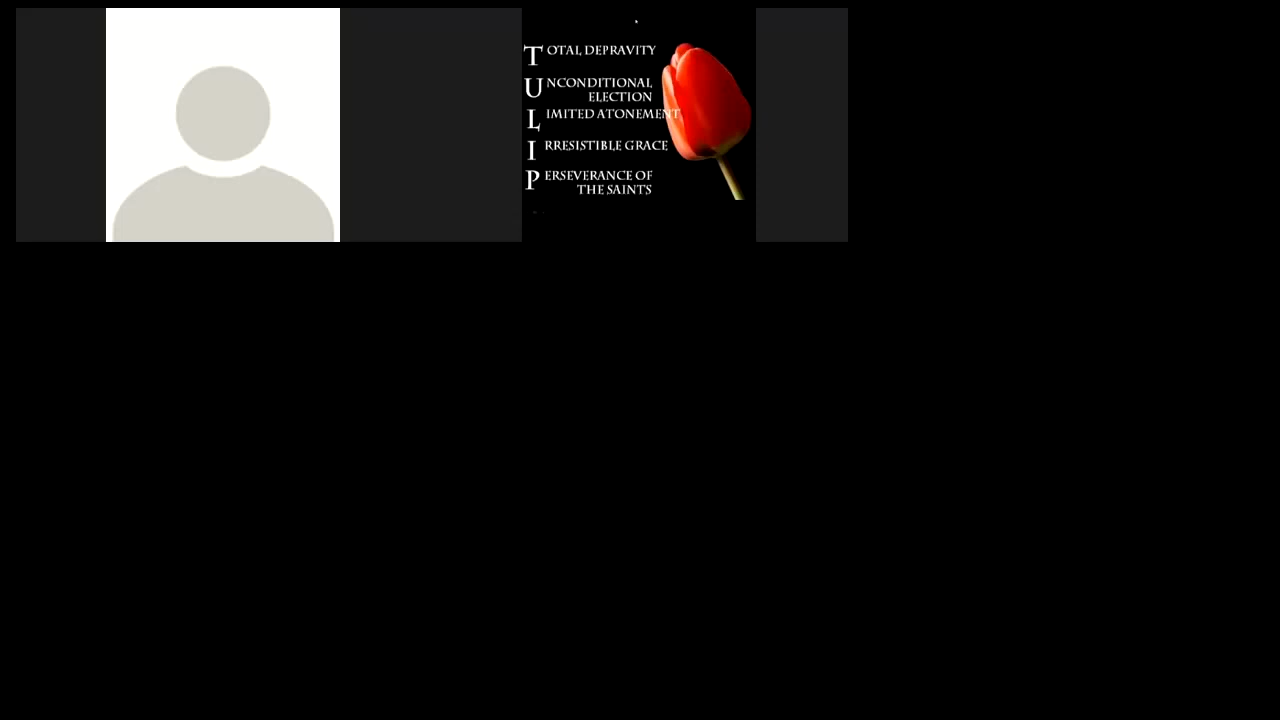 TOTAL DEPRAVITY
UNCONDITIONAL
ELECTION
LIMITED ATONEMENT
IRRESISTIBLE GRACE
PERSEVERANCE OF
THE SAINTS